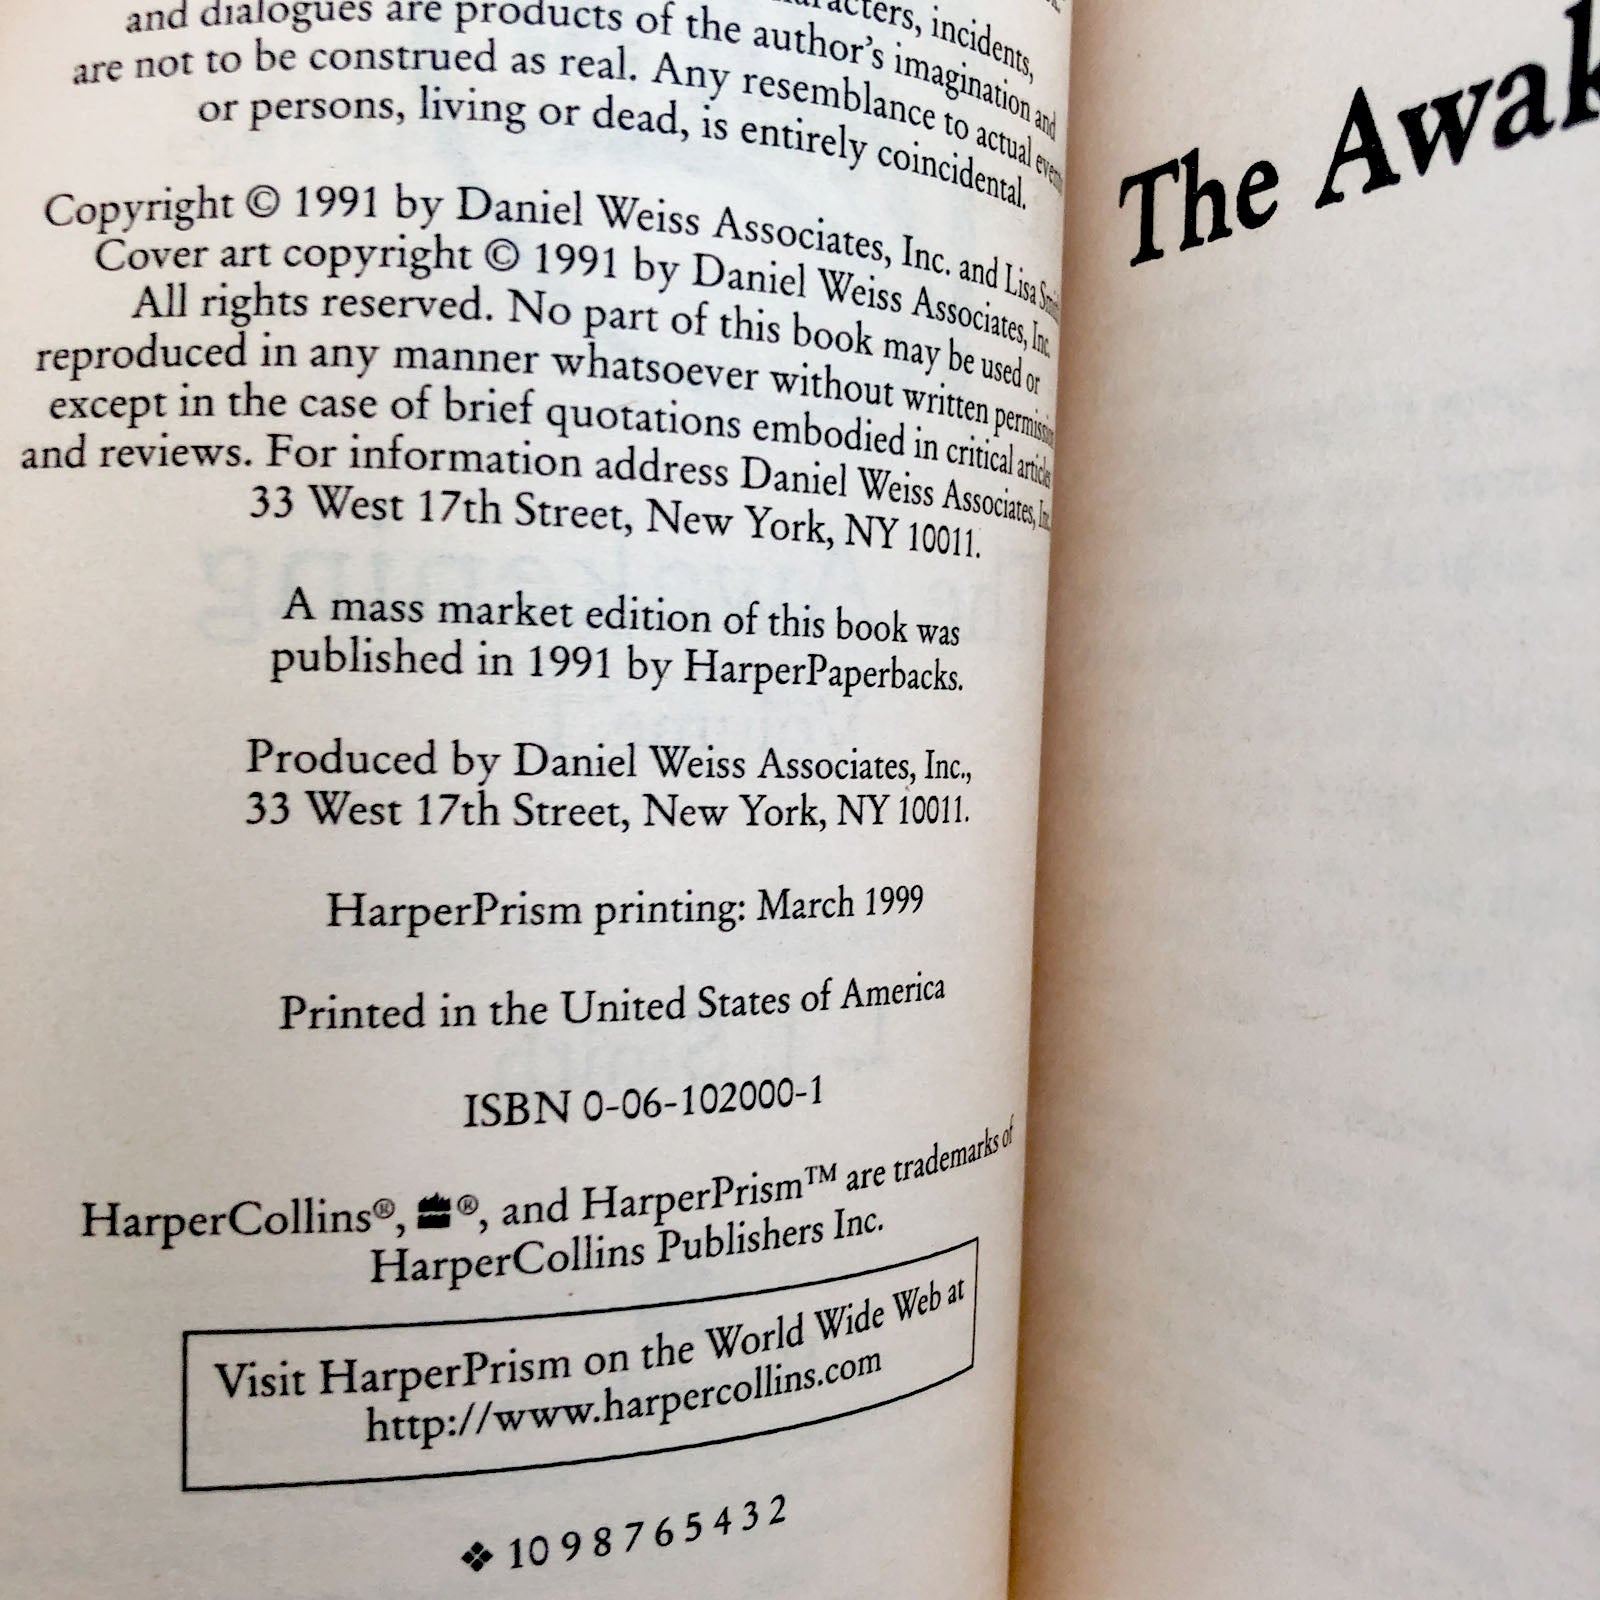 characters, incidents,
and dialogues are products of the author's imagination and
are not to be construed as real. Any resemblance to actual events
or persons, living or dead, is entirely coincidental.
Copyright © 1991 by Daniel Weiss Associates, Inc. and Lisa Smith
Cover art copyright © 1991 by Daniel Weiss Associates, Inc.
All rights reserved. No part of this book may be used or
reproduced in any manner whatsoever without written permission
except in the case of brief quotations embodied in critical articles
and reviews. For information address Daniel Weiss Associates, Inc.
33 West 17th Street, New York, NY 10011.
A mass market edition of this book was
published in 1991 by HarperPaperbacks.
Produced by Daniel Weiss Associates, Inc.,
33 West 17th Street, New York, NY 10011.
HarperPrism printing: March 1999
Printed in the United States of America
ISBN 0-06-102000-1
HarperCollins®, ®, and HarperPrism™ are trademarks of
HarperCollins Publishers Inc.
Visit HarperPrism on the World Wide Web at
http://www.harpercollins.com
❖ 10 9 8 7 6 5 4 3 2
The Awak